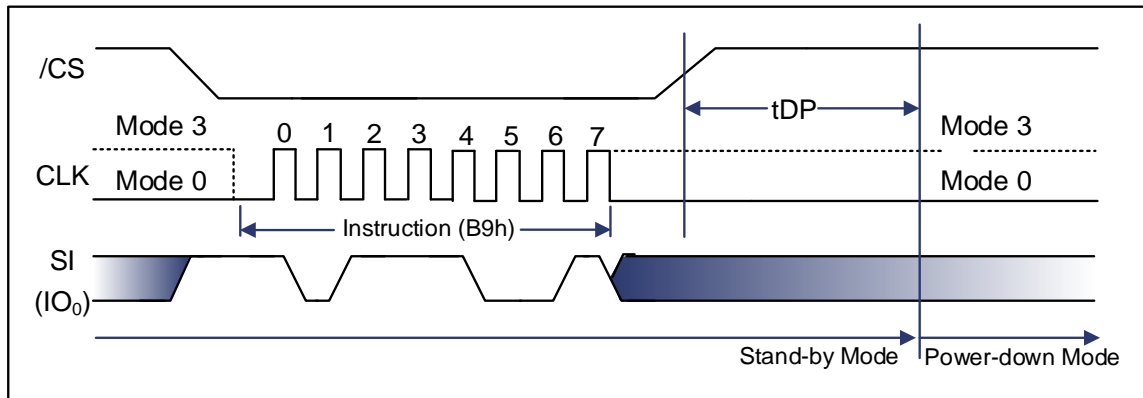 /CS
tDP
Mode 3
0 1 2 3 4 5 6 7
Mode 3
CLK
Mode 0
Mode 0
Instruction (B9h)
SI
(IO₀)
Stand-by Mode
Power-down Mode